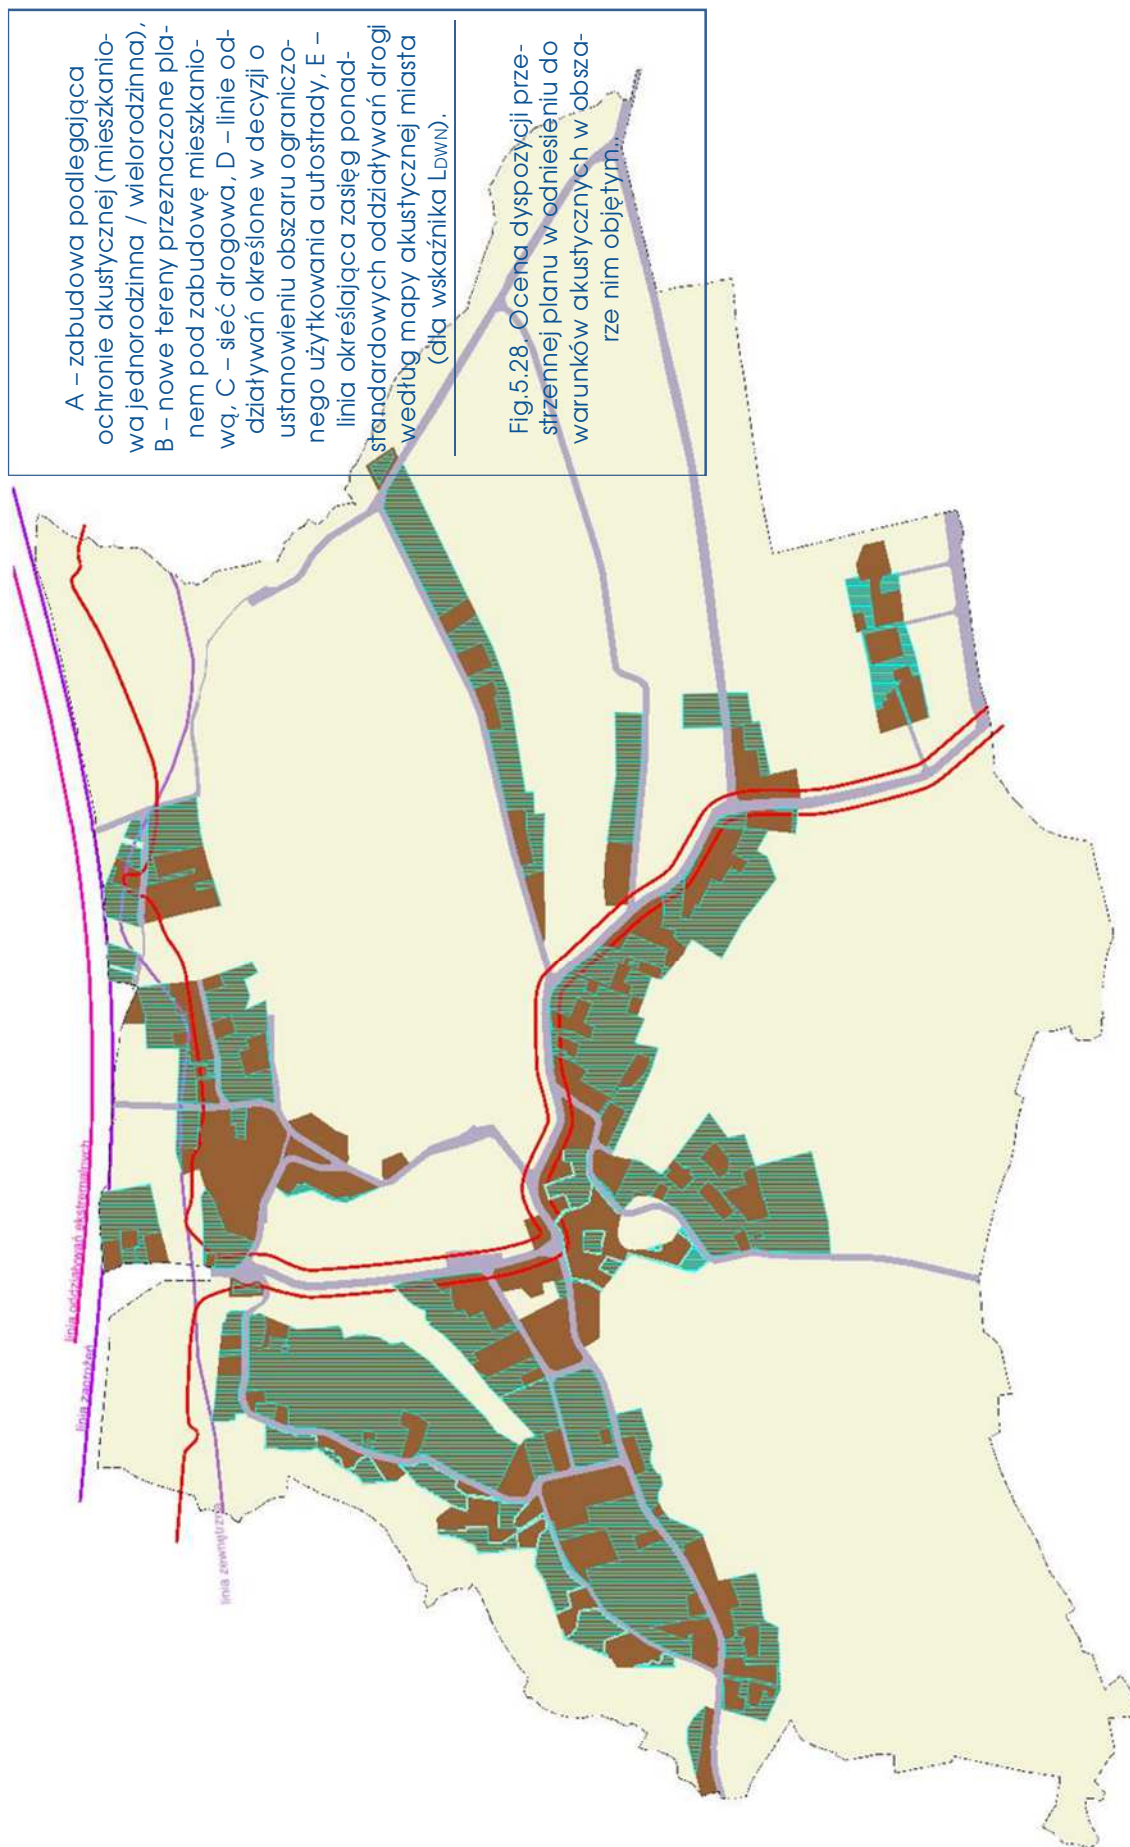 A – zabudowa podlegająca
ochronie akustycznej (mieszkanio-
wa jednorodzinna / wielorodzinna),
B – nowe tereny przeznaczone pla-
nem pod zabudowę mieszkanio-
wą, C – sieć drogowa, D – linie od-
działywań określone w decyzji o
ustanowieniu obszaru ograniczo-
nego użytkowania autostrady, E –
linia określająca zasięg ponad-
standardowych oddziaływań drogi
według mapy akustycznej miasta
(dla wskaźnika LDWN).
Fig.5.28. Ocena dyspozycji prze-
strzennej planu w odniesieniu do
warunków akustycznych w obsza-
rze nim objętym.
linia oddziaływań ekstremalnych
linia zagrożeń
linia zewnętrzna